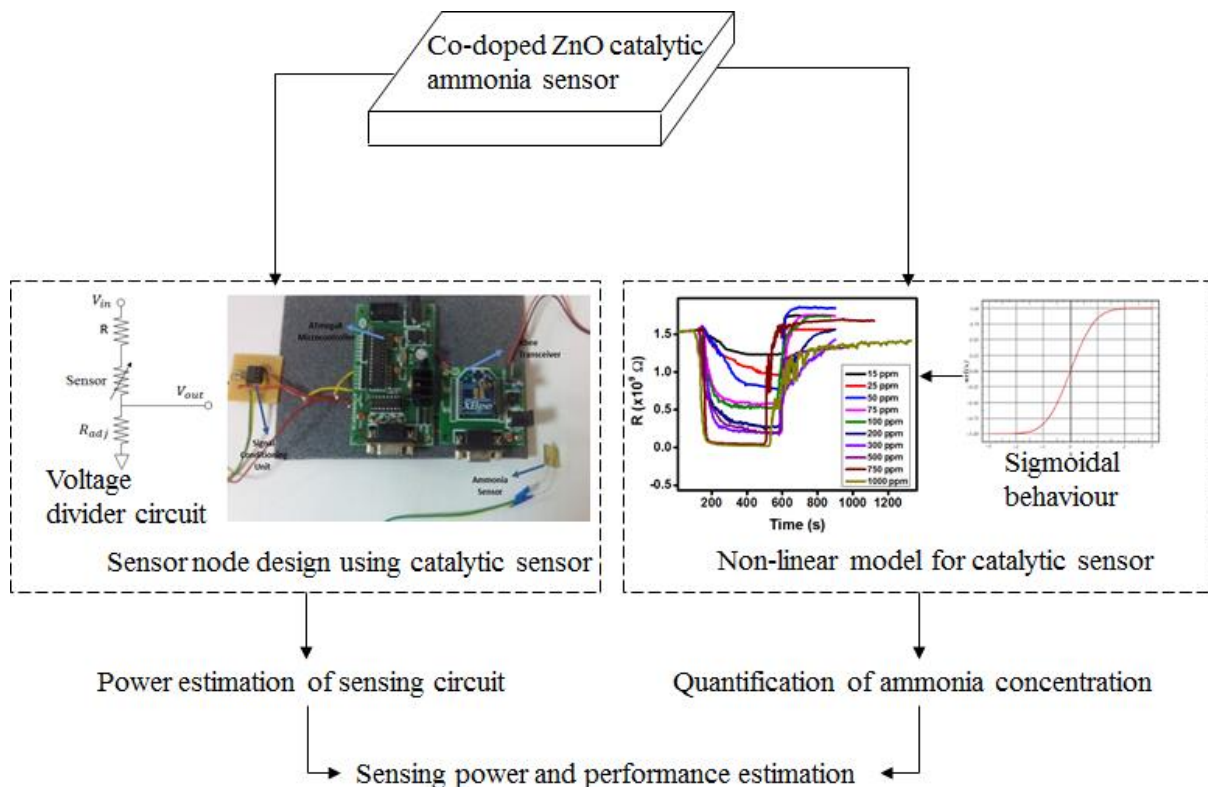 Co-doped ZnO catalytic
ammonia sensor
V_in
R
Sensor
V_out
R_adj
Voltage
divider circuit
ATmega8
Microcontroller
Xbee
Transceiver
XBee
Signal
Conditioning
Unit
Ammonia
Sensor
Sensor node design using catalytic sensor
R (x10⁹ Ω)
1.5
1.0
0.5
0.0
-0.5
15 ppm
25 ppm
50 ppm
75 ppm
100 ppm
200 ppm
300 ppm
500 ppm
750 ppm
1000 ppm
200 400 600 800 1000 1200
Time (s)
Sigmoidal
behaviour
Non-linear model for catalytic sensor
Power estimation of sensing circuit
Quantification of ammonia concentration
Sensing power and performance estimation